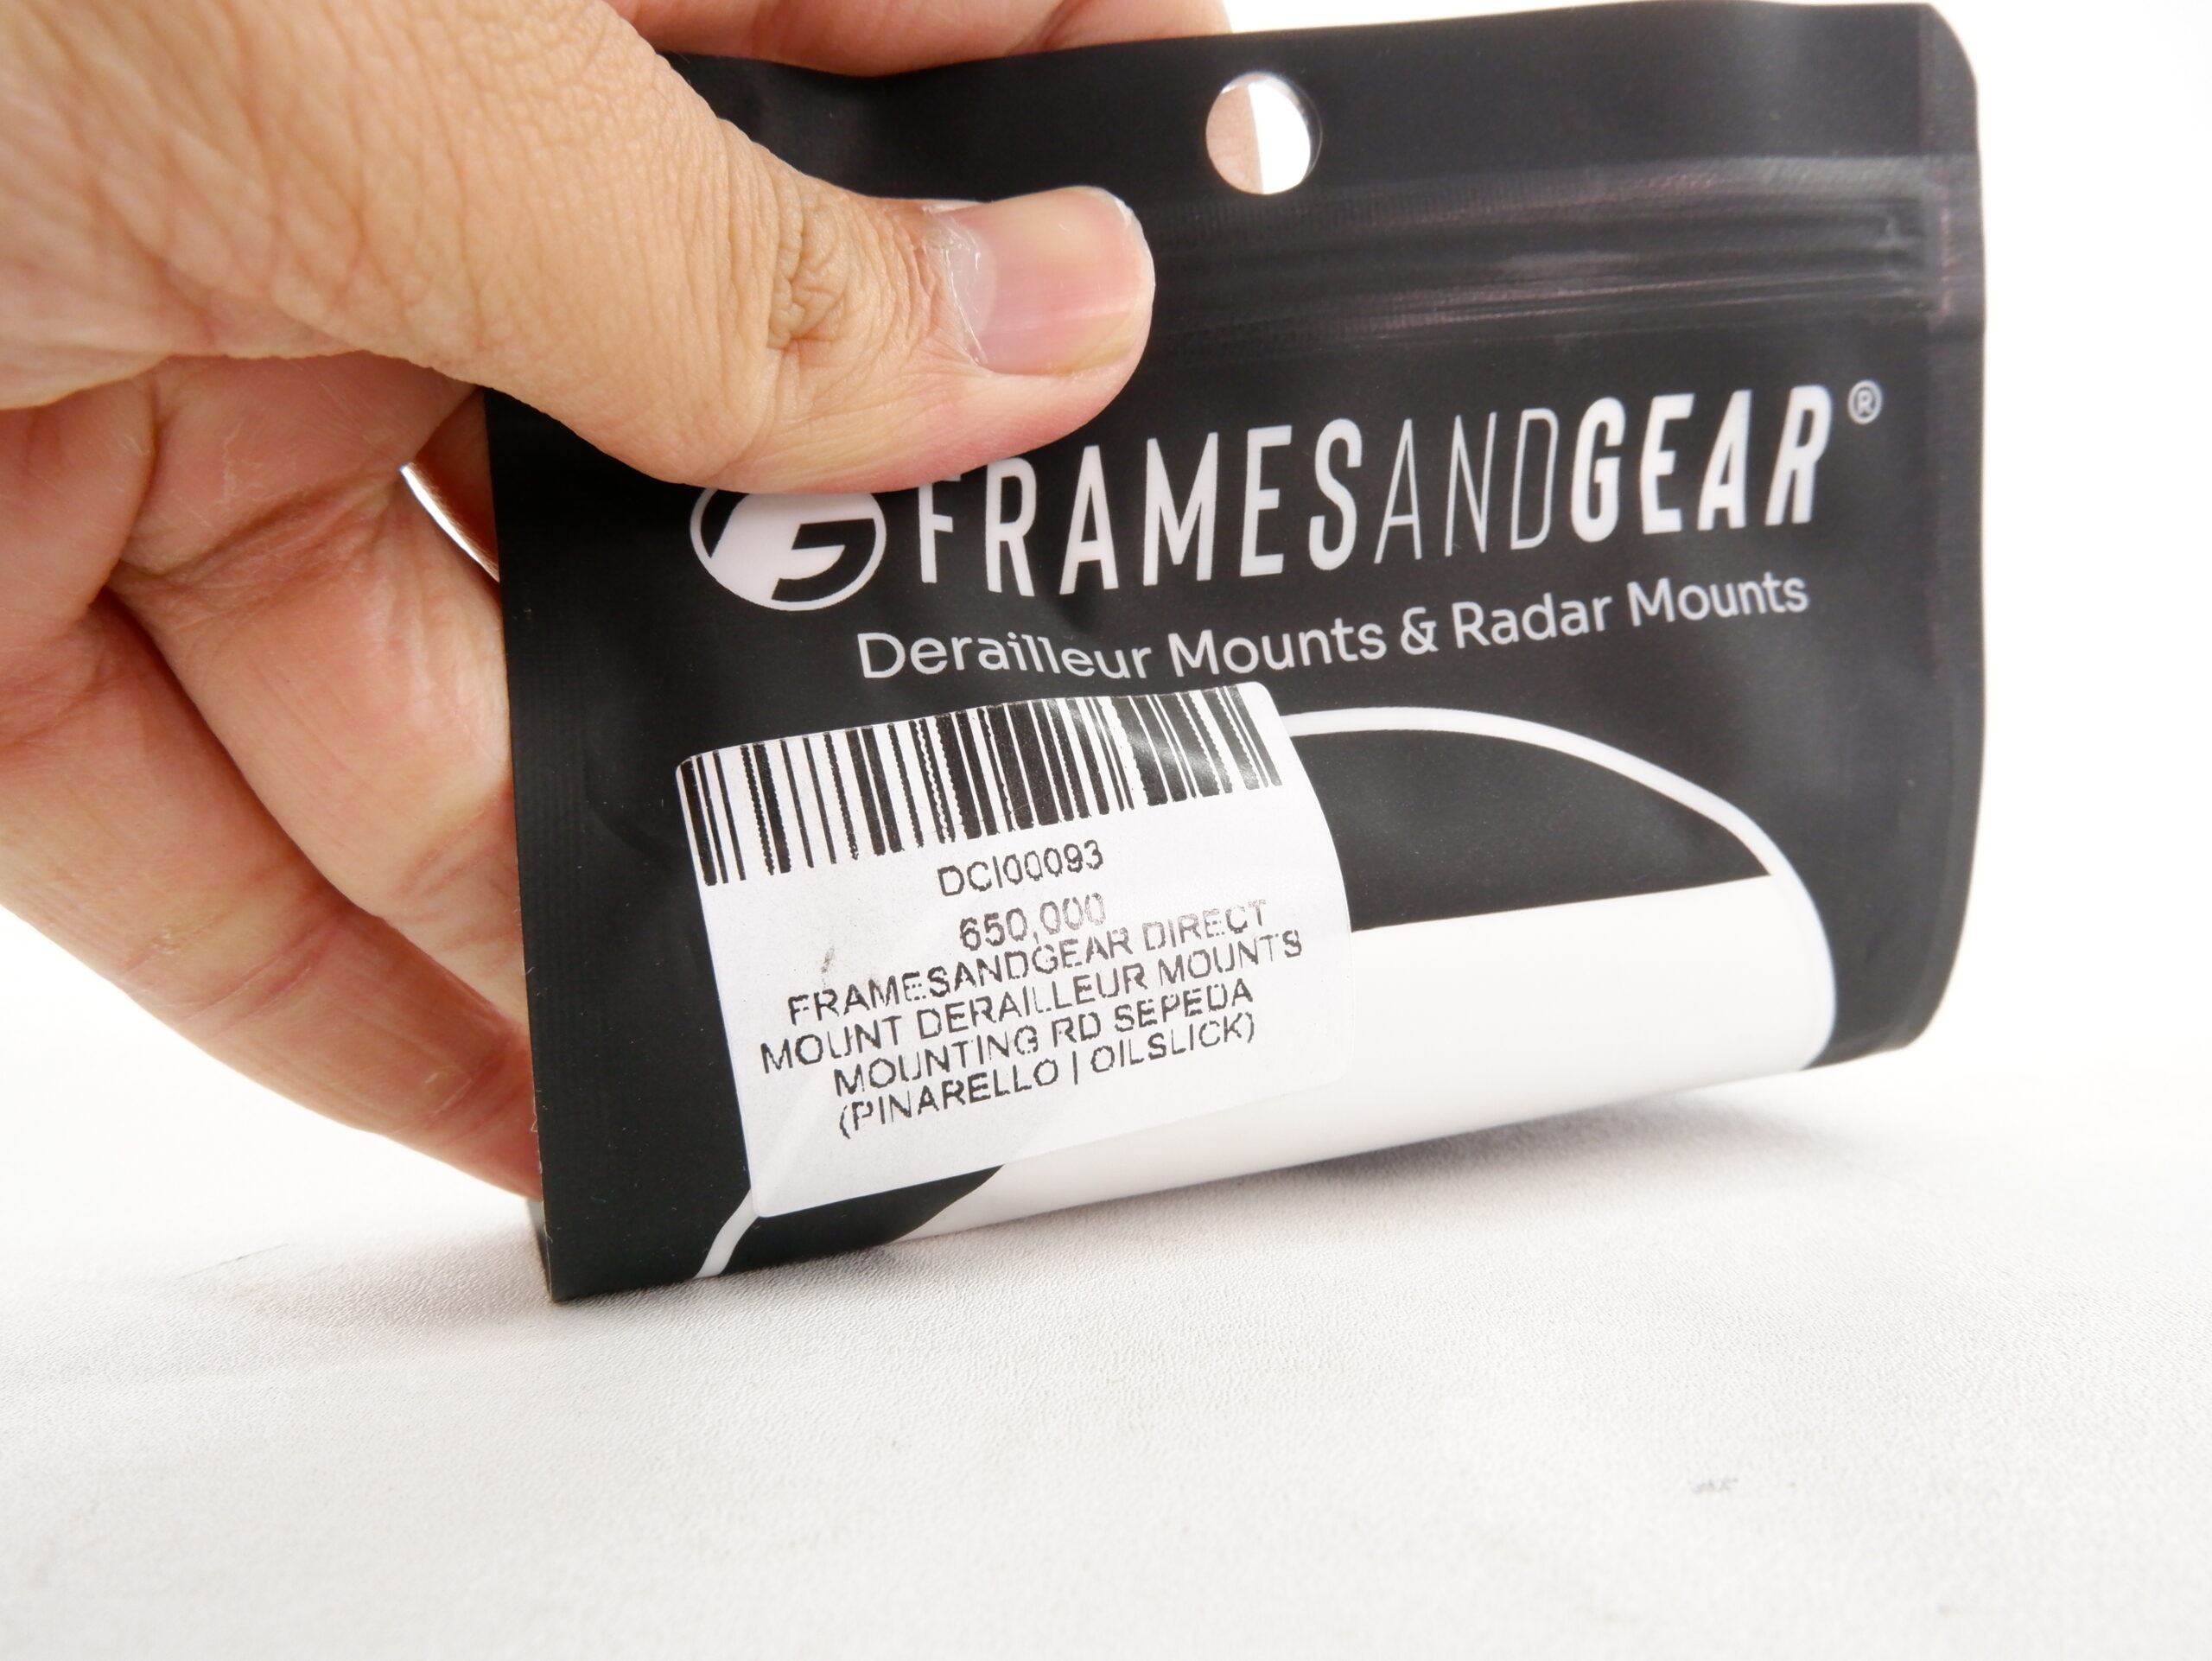 FRAMESANDGEAR®
Derailleur Mounts & Radar Mounts
DCI00093
650,000
FRAMESANDGEAR DIRECT
MOUNT DERAILLEUR MOUNTS
MOUNTING RD SEPEDA
(PINARELLO | OILSLICK)